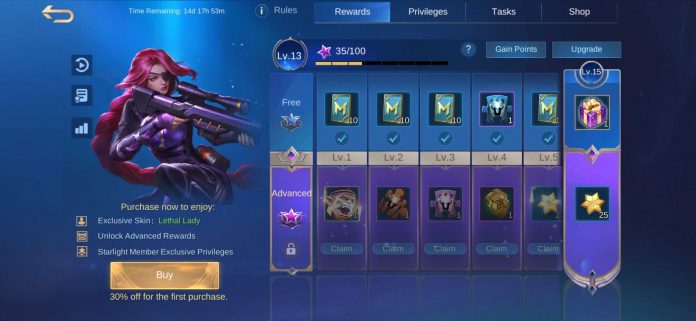 Time Remaining: 14d 17h 53m
i Rules
Rewards
Privileges
Tasks
Shop
Lv.13
35/100
?
Gain Points
Upgrade
Free
10
10
10
1
10
Lv.15
1
Lv.1
Lv.2
Lv.3
Lv.4
Lv.5
Advanced
1
1
1
1
1
25
Claim
Claim
Claim
Claim
Claim
Purchase now to enjoy:
Exclusive Skin: Lethal Lady
Unlock Advanced Rewards
Starlight Member Exclusive Privileges
Buy
30% off for the first purchase.